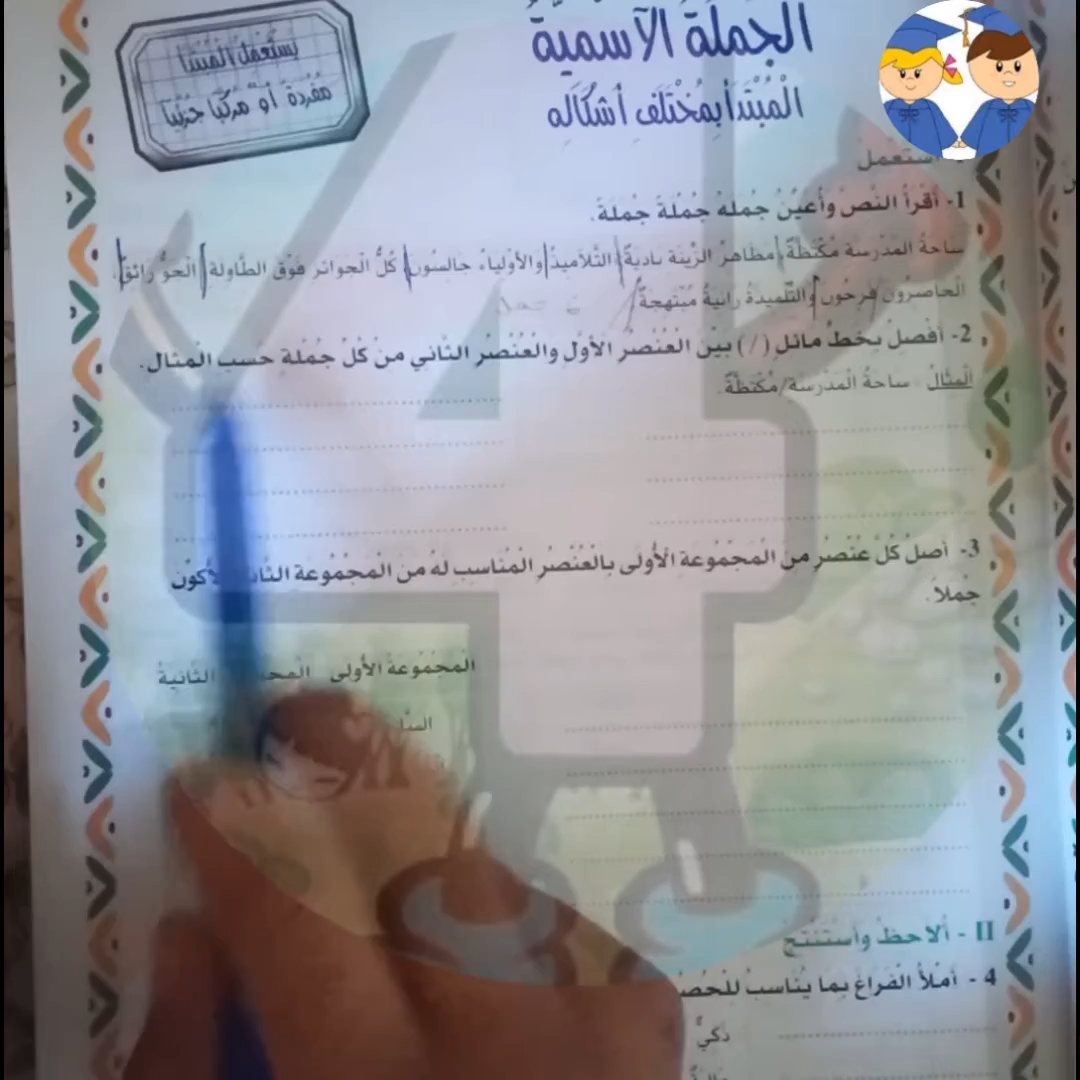 الجملة الاسمية
المبتدأ بمختلف أشكاله
يستعمل المبتدأ
مفردة أو مركبا جزئيا
أستعمل
1- أقرأ النص وأعين جملة جملة جملة.
ساحة المدرسة مكتظة مظاهر الزينة بادية التلاميذ والأولياء جالسون كل الجوائز فوق الطاولة الجو رائق.
الحاضرون فرحون والتلميذة رانية مبتهجة
2- أفصل بخط مائل (/) بين العنصر الأول والعنصر الثاني من كل جملة حسب المثال.
المثال: ساحة المدرسة/مكتظة.
3- أصل كل عنصر من المجموعة الأولى بالعنصر المناسب له من المجموعة لأكون
جملا.
المجموعة الأولى الثانية
II - ألاحظ وأستنتج
4 - أملأ الفراغ بما يناسب
ذكي